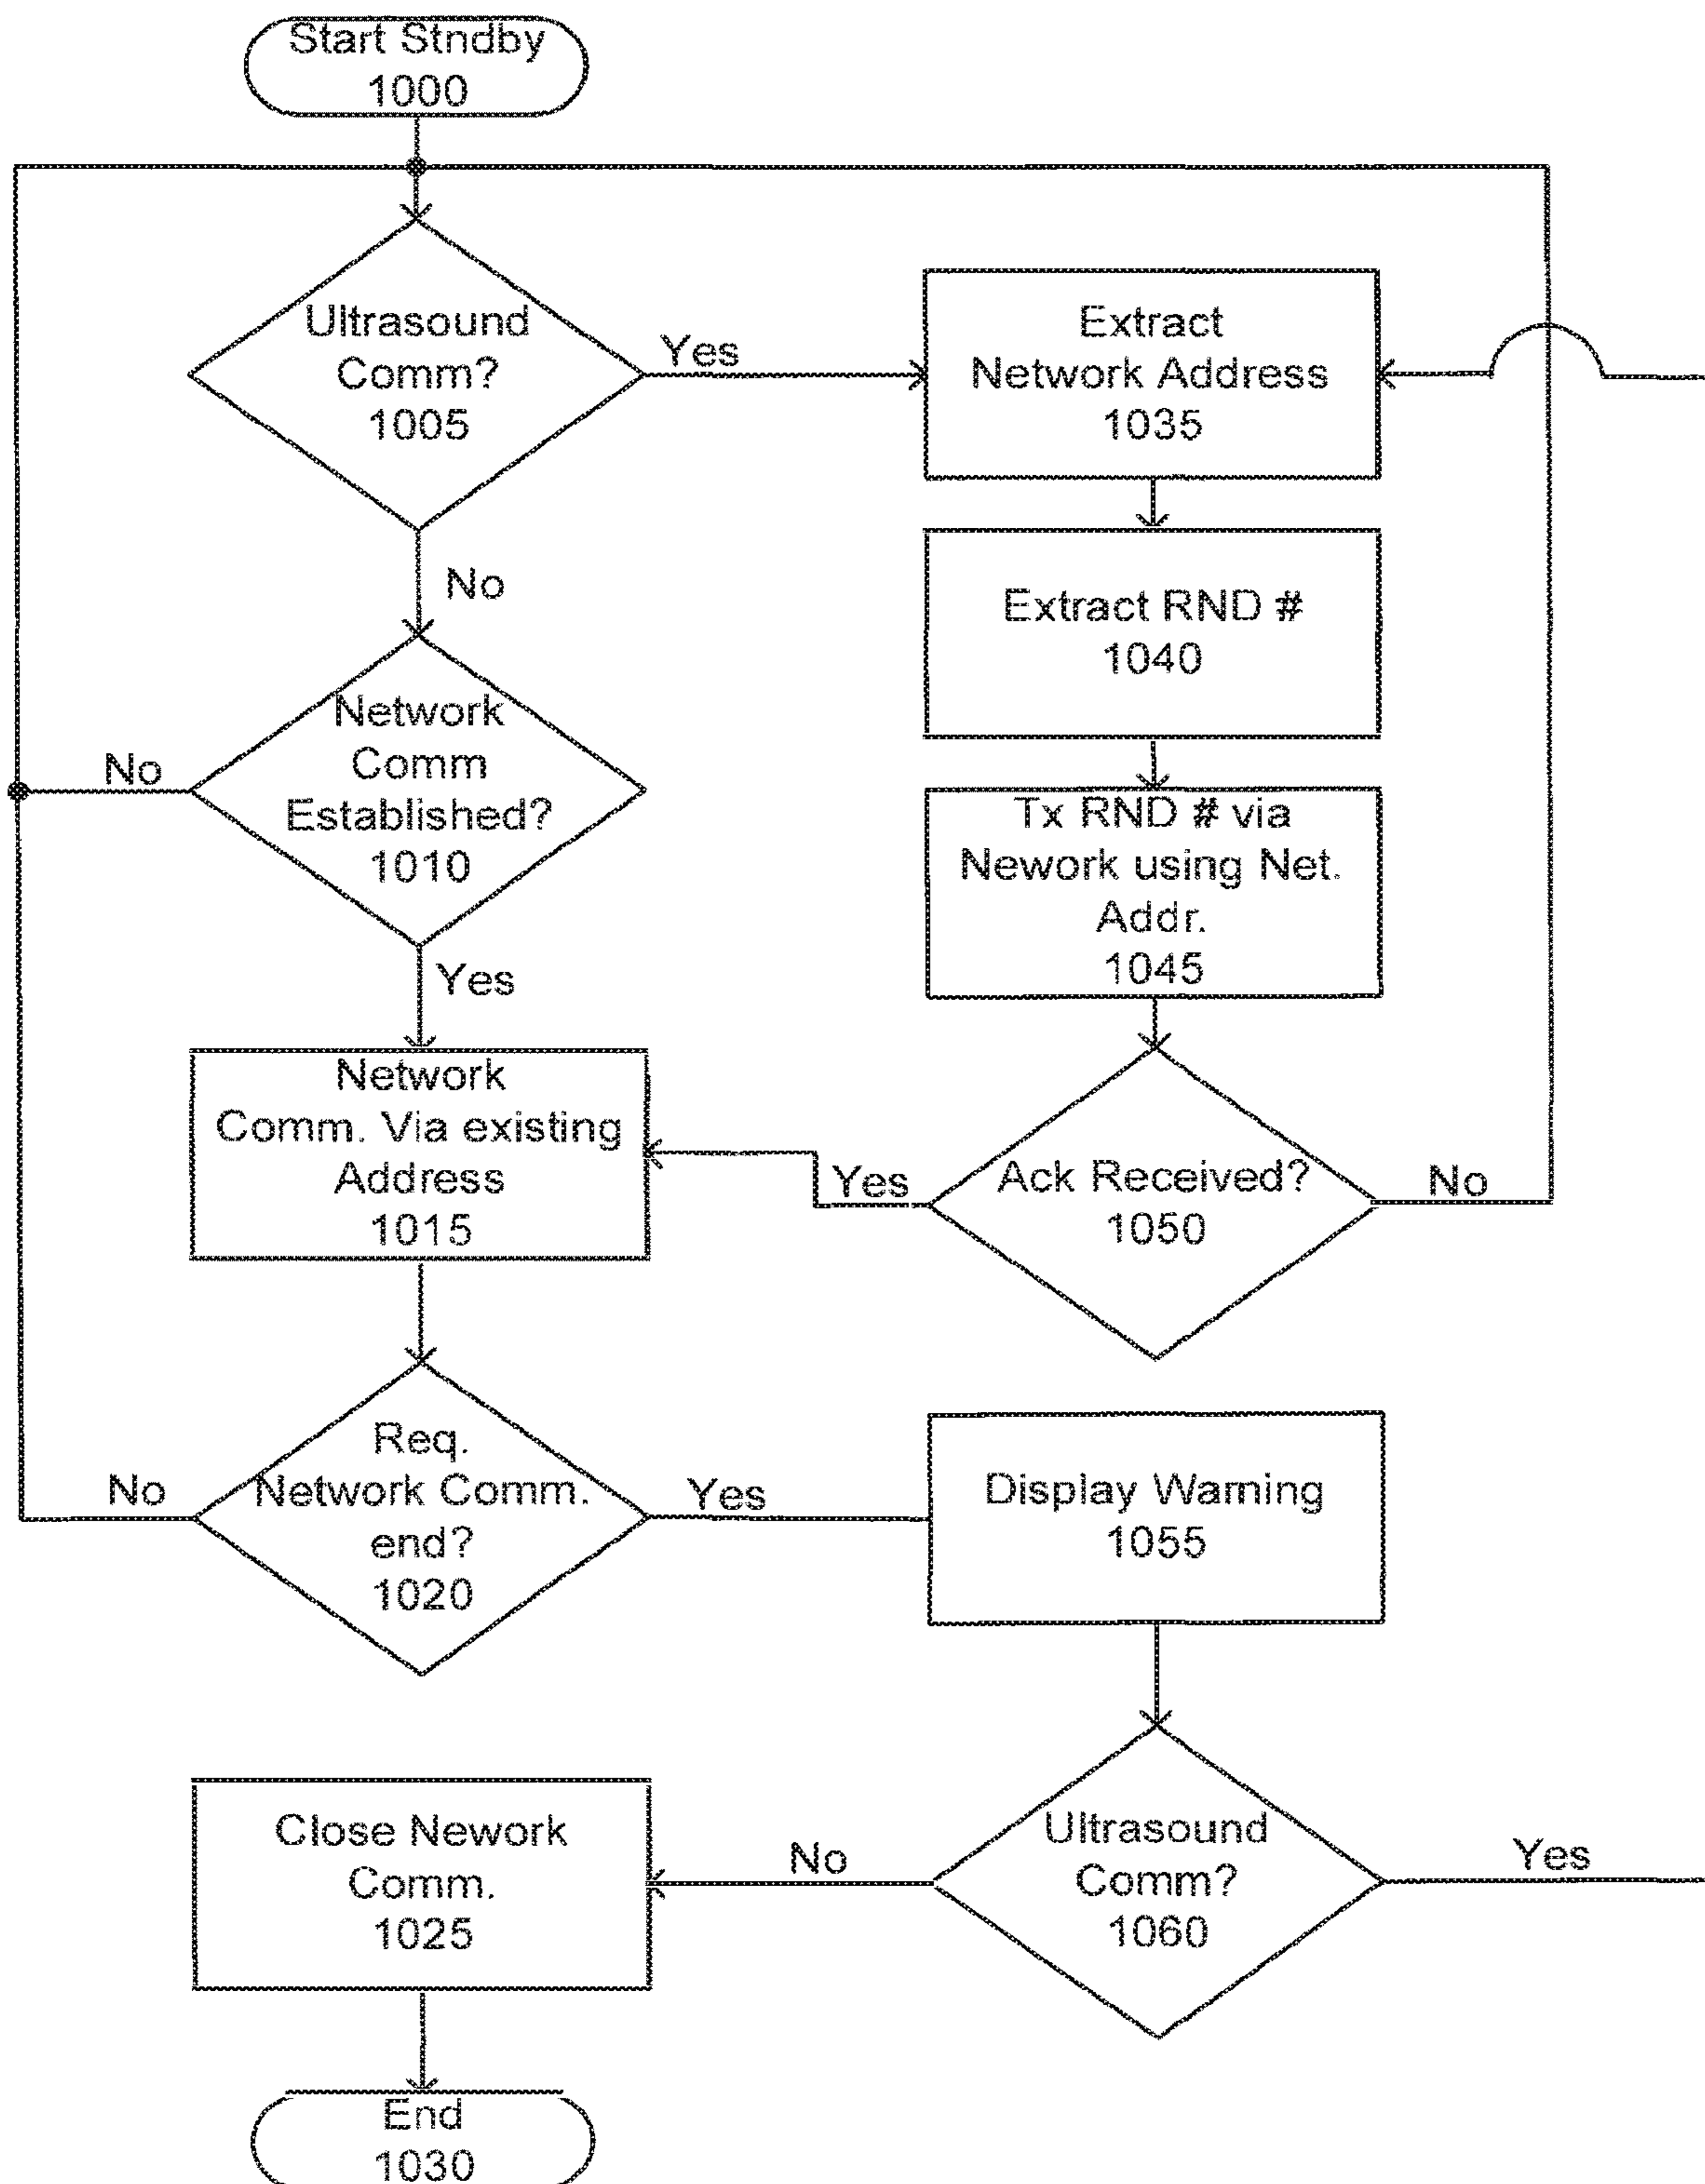 Start Stndby
1000
Ultrasound
Comm?
1005
Yes
No
Extract
Network Address
1035
Extract RND #
1040
Network
Comm
Established?
1010
No
Yes
Tx RND # via
Nework using Net.
Addr.
1045
Network
Comm. Via existing
Address
1015
Yes
Ack Received?
1050
No
Req.
Network Comm.
end?
1020
No
Yes
Display Warning
1055
Close Nework
Comm.
1025
No
Ultrasound
Comm?
1060
Yes
End
1030